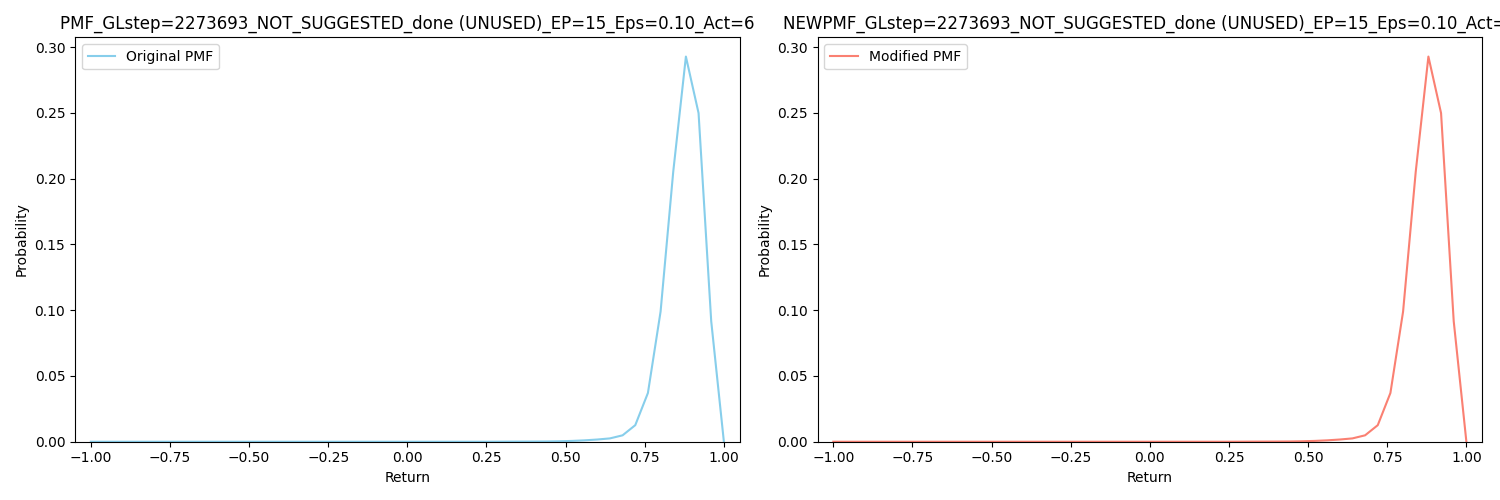 PMF_GLstep=2273693_NOT_SUGGESTED_done (UNUSED)_EP=15_Eps=0.10_Act=6
Original PMF
0.30
0.25
0.20
0.15
0.10
0.05
0.00
Probability
−1.00 −0.75 −0.50 −0.25 0.00 0.25 0.50 0.75 1.00
Return
NEWPMF_GLstep=2273693_NOT_SUGGESTED_done (UNUSED)_EP=15_Eps=0.10_Act=
Modified PMF
0.30
0.25
0.20
0.15
0.10
0.05
0.00
Probability
−1.00 −0.75 −0.50 −0.25 0.00 0.25 0.50 0.75 1.00
Return